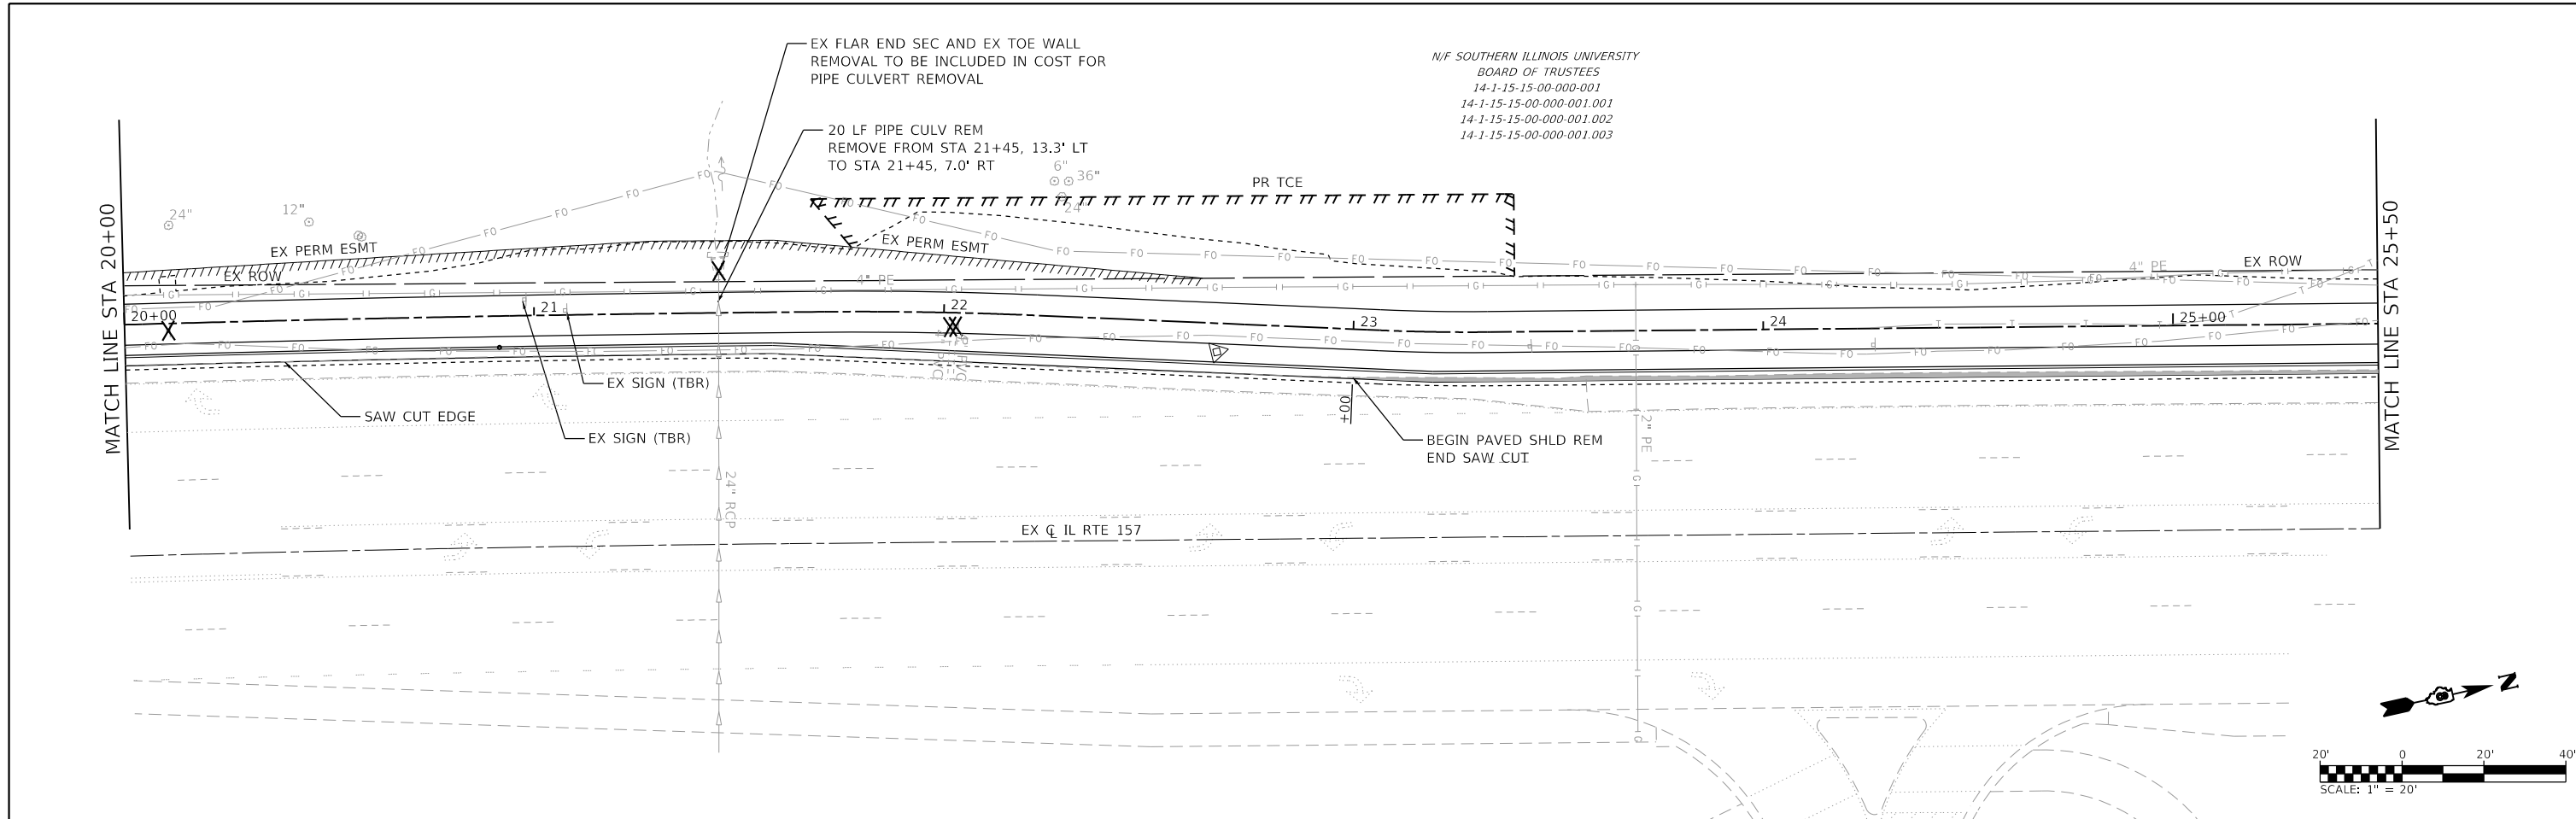 EX FLAR END SEC AND EX TOE WALL
REMOVAL TO BE INCLUDED IN COST FOR
PIPE CULVERT REMOVAL
N/F SOUTHERN ILLINOIS UNIVERSITY
BOARD OF TRUSTEES
14-1-15-15-00-000-001
14-1-15-15-00-000-001.001
14-1-15-15-00-000-001.002
14-1-15-15-00-000-001.003
20 LF PIPE CULV REM
REMOVE FROM STA 21+45, 13.3' LT
TO STA 21+45, 7.0' RT
6"
36"
24"
PR TCE
24"
12"
EX PERM ESMT
EX PERM ESMT
EX ROW
4" PE
4" PE
EX ROW
MATCH LINE STA 20+00
MATCH LINE STA 25+50
20+00
21
22
23
24
25+00
EX SIGN (TBR)
SAW CUT EDGE
EX SIGN (TBR)
+00
BEGIN PAVED SHLD REM
END SAW CUT
2" PE
24" RCP
EX ℄ IL RTE 157
N
20' 0 20' 40'
SCALE: 1" = 20'